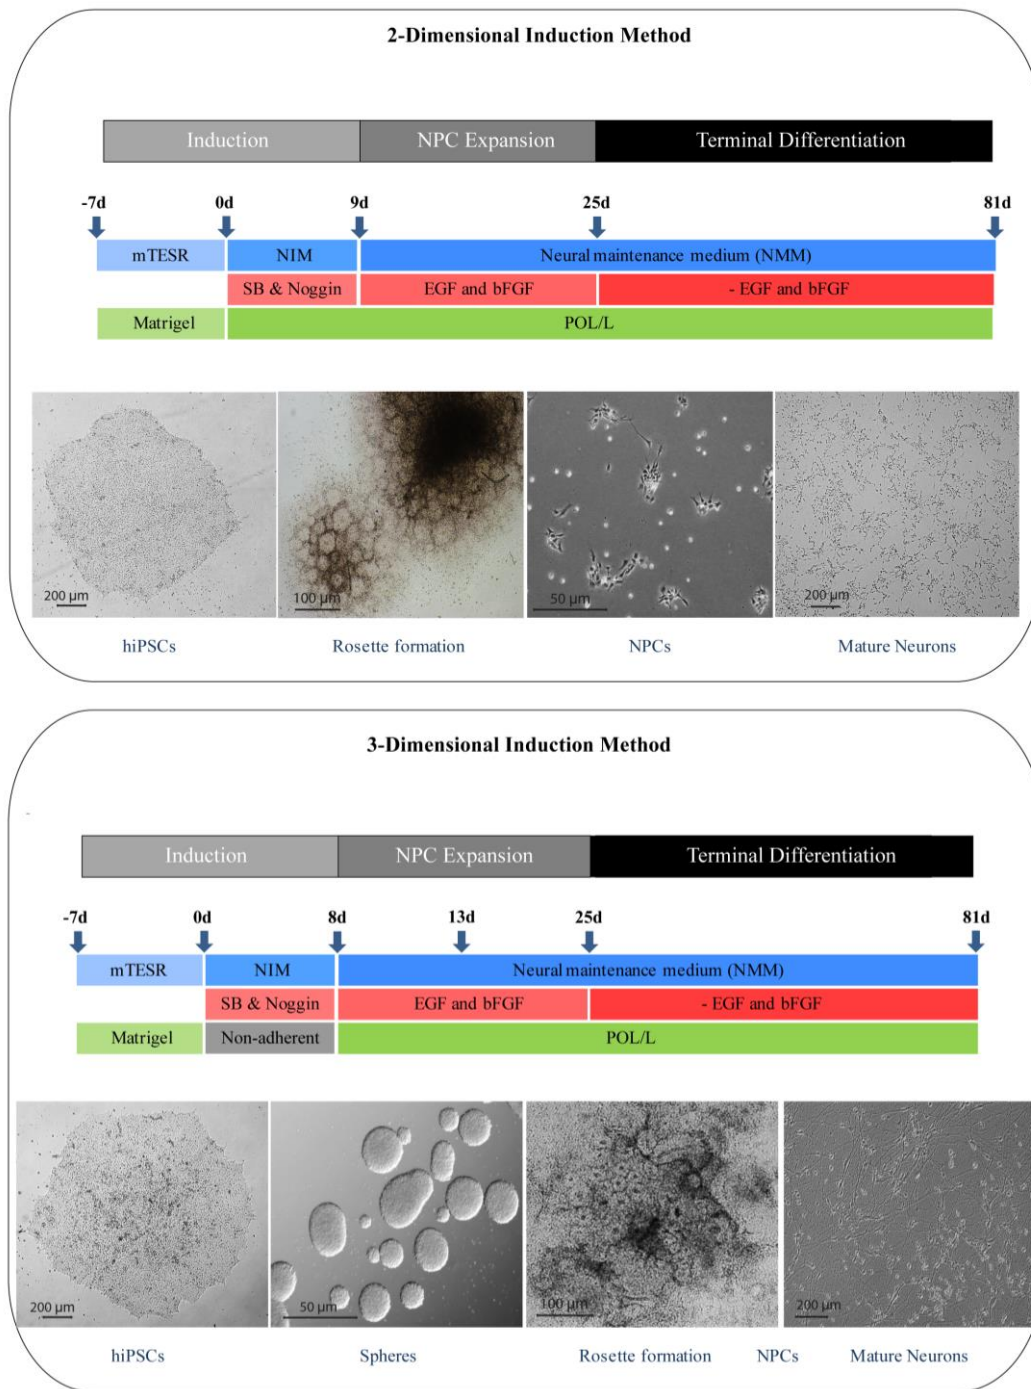 2-Dimensional Induction Method
Induction NPC Expansion Terminal Differentiation
-7d 0d 9d 25d 81d
mTESR NIM Neural maintenance medium (NMM)
SB & Noggin EGF and bFGF - EGF and bFGF
Matrigel POL/L
200 µm 100 µm 50 µm 200 µm
hiPSCs Rosette formation NPCs Mature Neurons
3-Dimensional Induction Method
Induction NPC Expansion Terminal Differentiation
-7d 0d 8d 13d 25d 81d
mTESR NIM Neural maintenance medium (NMM)
SB & Noggin EGF and bFGF - EGF and bFGF
Matrigel Non-adherent POL/L
200 µm 50 µm 100 µm 200 µm
hiPSCs Spheres Rosette formation NPCs Mature Neurons